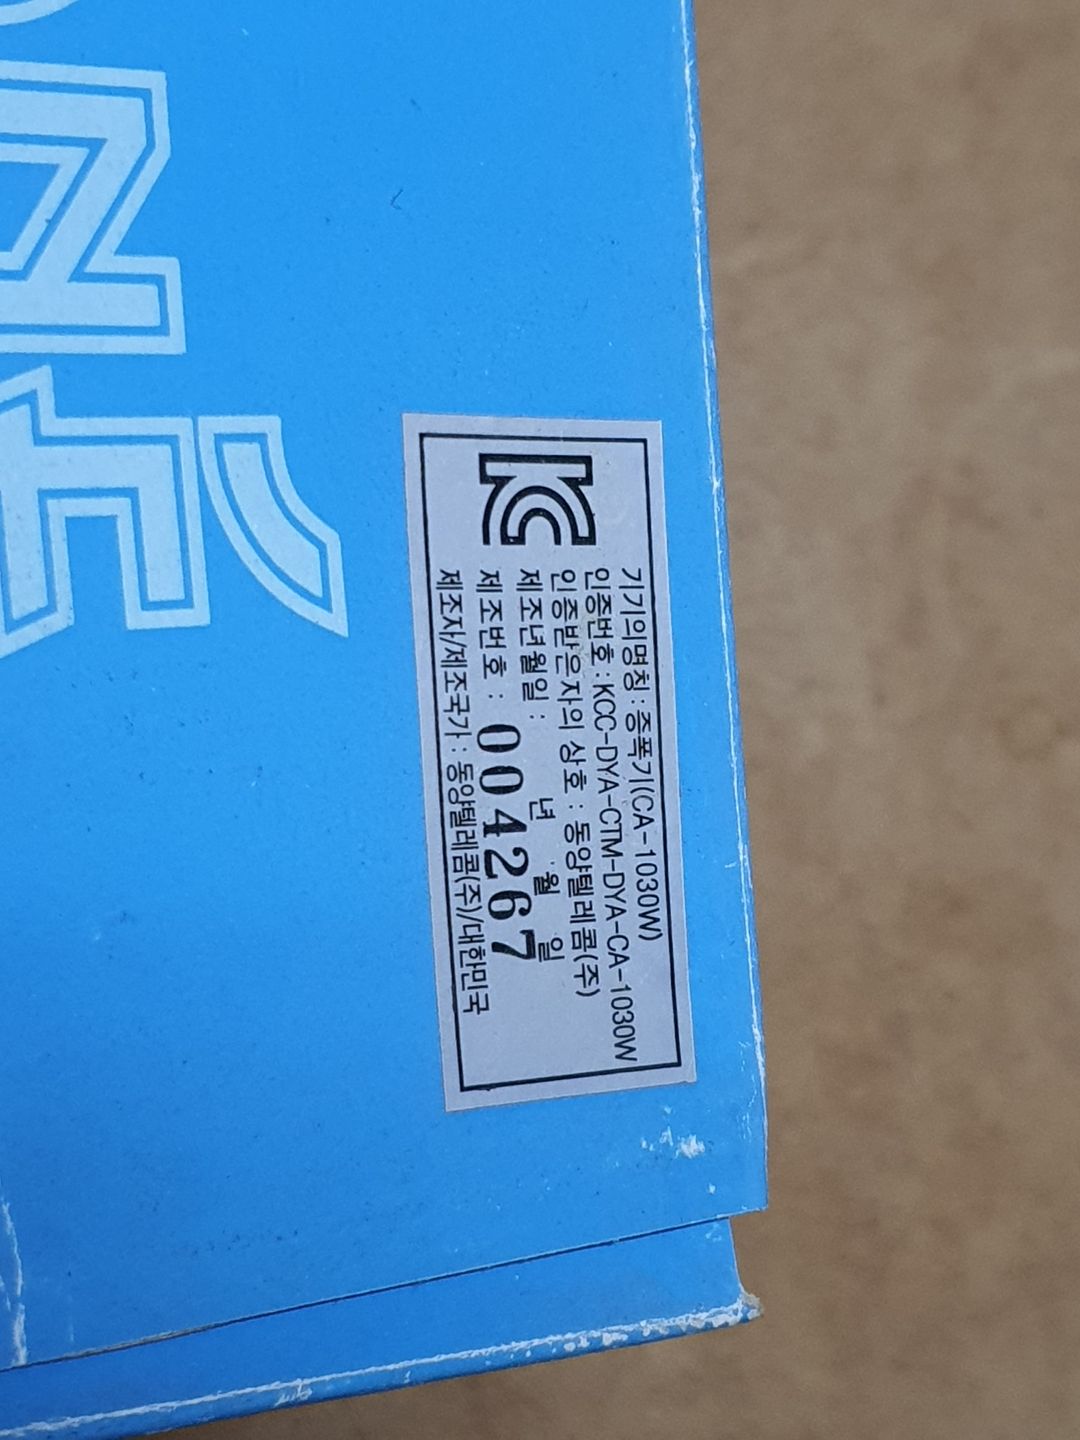 KC
기기의명칭 : 증폭기(CA-1030W)
인증번호 : KCC-DYA-CTM-DYA-CA-1030W
인증받은자의 상호 : 동양텔레콤(주)
제조년월일 : 년 월 일
제조번호 : 004267
제조자/제조국가 : 동양텔레콤(주)/대한민국